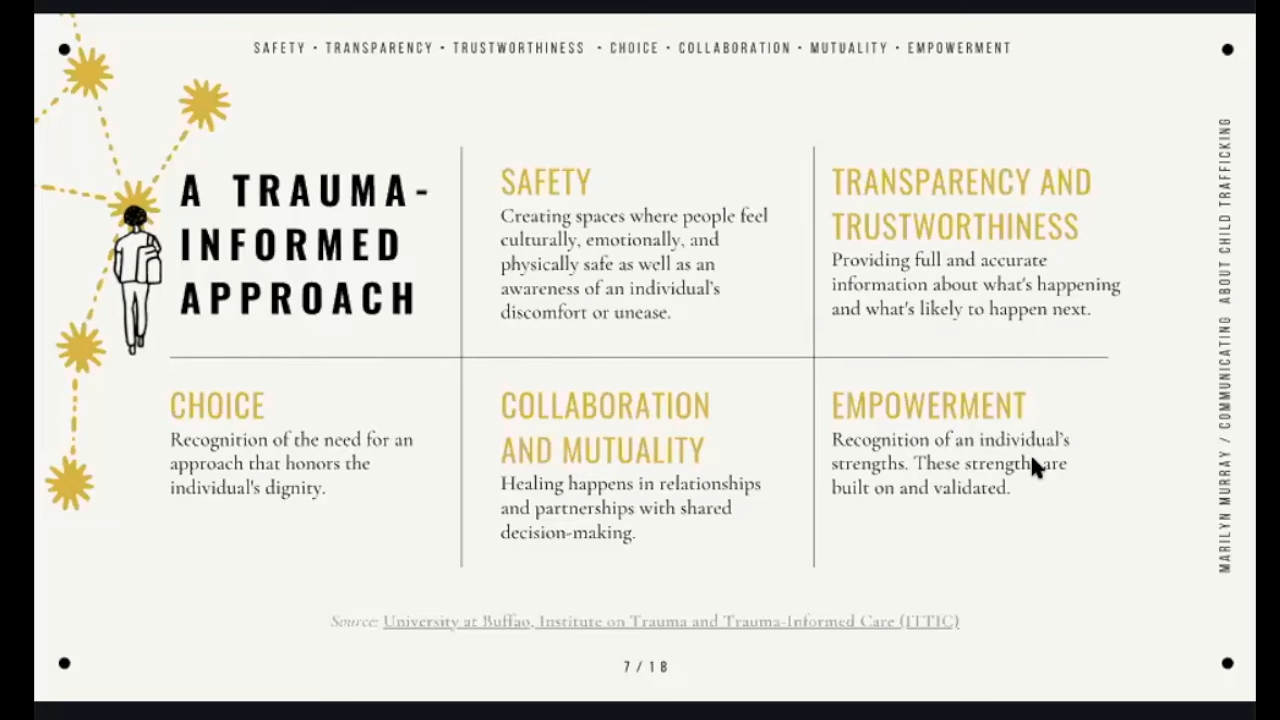 SAFETY • TRANSPARENCY • TRUSTWORTHINESS • CHOICE • COLLABORATION • MUTUALITY • EMPOWERMENT
A TRAUMA-
INFORMED
APPROACH
SAFETY
Creating spaces where people feel
culturally, emotionally, and
physically safe as well as an
awareness of an individual's
discomfort or unease.
TRANSPARENCY AND
TRUSTWORTHINESS
Providing full and accurate
information about what's happening
and what's likely to happen next.
CHOICE
Recognition of the need for an
approach that honors the
individual's dignity.
COLLABORATION
AND MUTUALITY
Healing happens in relationships
and partnerships with shared
decision-making.
EMPOWERMENT
Recognition of an individual's
strengths. These strengths are
built on and validated.
MARILYN MURRAY / COMMUNICATING ABOUT CHILD TRAFFICKING
Source: University at Buffao, Institute on Trauma and Trauma-Informed Care (ITTIC)
7 / 18